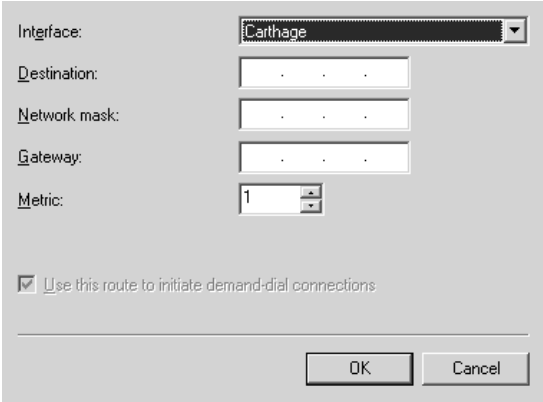 Interface: Carthage
Destination: . . .
Network mask: . . .
Gateway: . . .
Metric: 1
Use this route to initiate demand-dial connections
OK Cancel